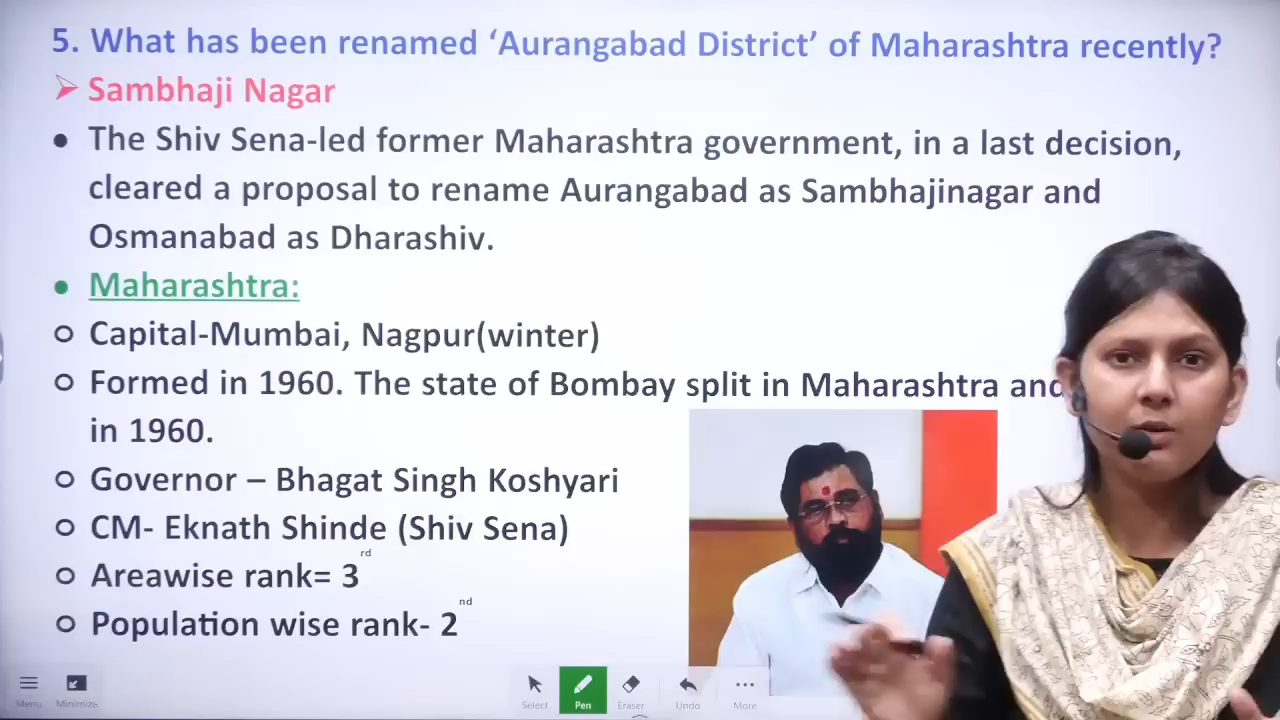 5. What has been renamed ‘Aurangabad District’ of Maharashtra recently?
➢ Sambhaji Nagar
• The Shiv Sena-led former Maharashtra government, in a last decision,
cleared a proposal to rename Aurangabad as Sambhajinagar and
Osmanabad as Dharashiv.
• Maharashtra:
o Capital-Mumbai, Nagpur(winter)
o Formed in 1960. The state of Bombay split in Maharashtra and
in 1960.
o Governor – Bhagat Singh Koshyari
o CM- Eknath Shinde (Shiv Sena)
o Areawise rank= 3rd
o Population wise rank- 2nd
Menu Minimize Select Pen Eraser Undo More